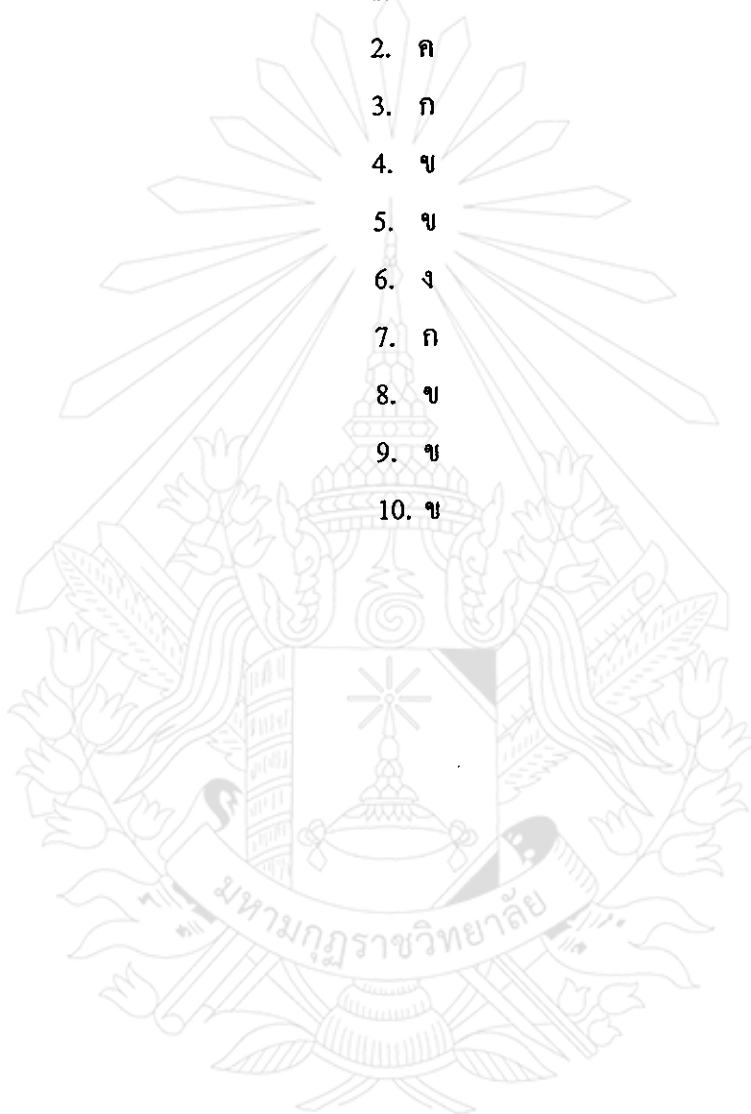 2. ค
3. ก
4. ข
5. ข
6. ง
7. ก
8. ข
9. ข
10. ข
มหามกุฏราชวิทยาลัย